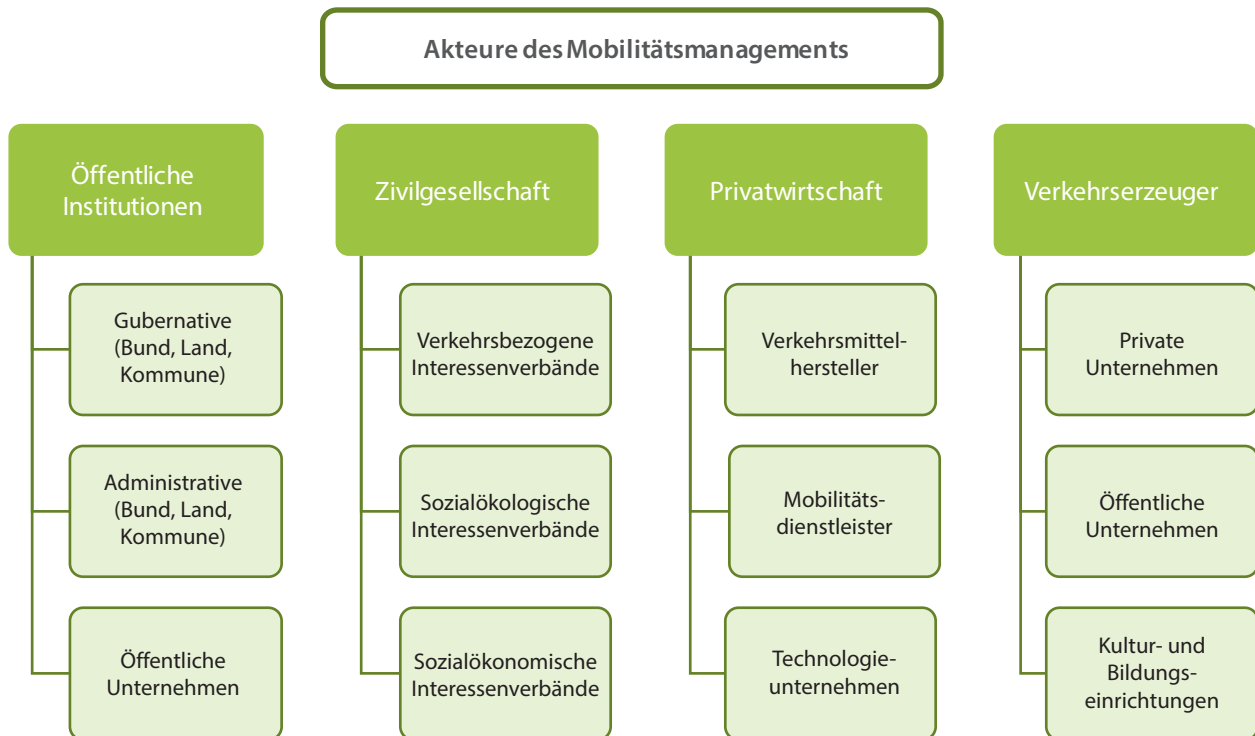 Akteure des Mobilitätsmanagements
Öffentliche
Institutionen
Gubernative
(Bund, Land,
Kommune)
Administrative
(Bund, Land,
Kommune)
Öffentliche
Unternehmen
Zivilgesellschaft
Verkehrsbezogene
Interessenverbände
Sozialökologische
Interessenverbände
Sozialökonomische
Interessenverbände
Privatwirtschaft
Verkehrsmittel-
hersteller
Mobilitäts-
dienstleister
Technologie-
unternehmen
Verkehrserzeuger
Private
Unternehmen
Öffentliche
Unternehmen
Kultur- und
Bildungs-
einrichtungen